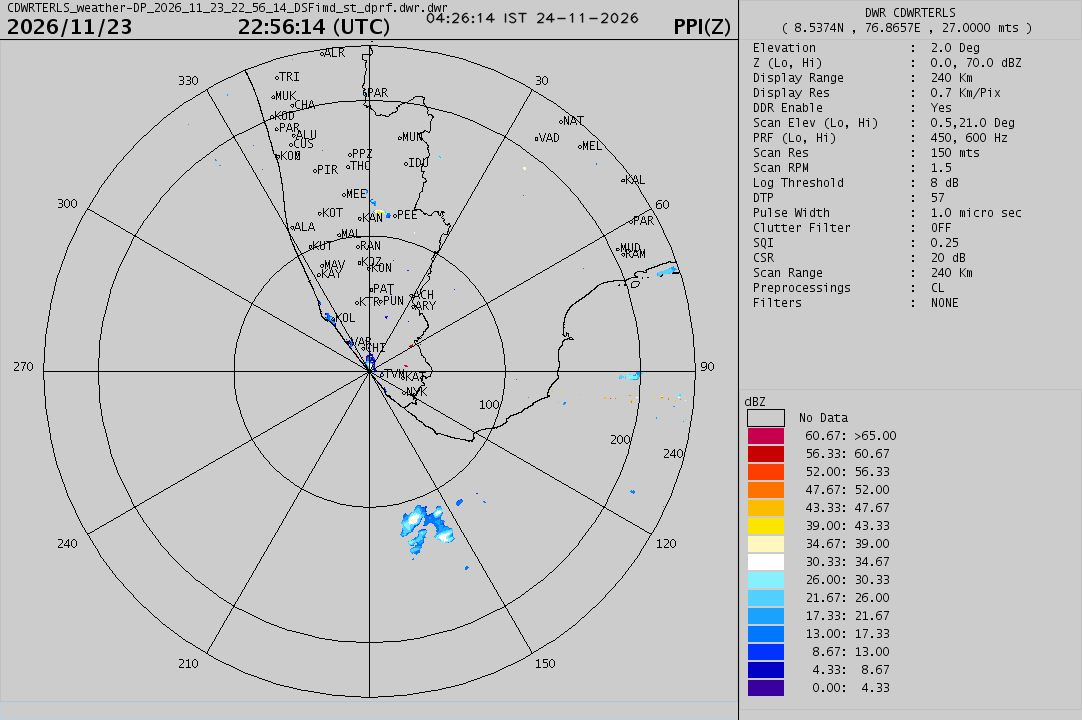 CDWRTERLS_weather-DP_2026_11_23_22_56_14_DSFimd_st_dprf.dwr.dwr
2026/11/23 22:56:14 (UTC) 04:26:14 IST 24-11-2026 PPI(Z)
DWR CDWRTERLS
( 8.5374N , 76.8657E , 27.0000 mts )
Elevation : 2.0 Deg
Z (Lo, Hi) : 0.0, 70.0 dBZ
Display Range : 240 Km
Display Res : 0.7 Km/Pix
DDR Enable : Yes
Scan Elev (Lo, Hi) : 0.5,21.0 Deg
PRF (Lo, Hi) : 450, 600 Hz
Scan Res : 150 mts
Scan RPM : 1.5
Log Threshold : 8 dB
DTP : 57
Pulse Width : 1.0 micro sec
Clutter Filter : OFF
SQI : 0.25
CSR : 20 dB
Scan Range : 240 Km
Preprocessings : CL
Filters : NONE
dBZ
No Data
60.67: >65.00
56.33: 60.67
52.00: 56.33
47.67: 52.00
43.33: 47.67
39.00: 43.33
34.67: 39.00
30.33: 34.67
26.00: 30.33
21.67: 26.00
17.33: 21.67
13.00: 17.33
8.67: 13.00
4.33: 8.67
0.00: 4.33
ALR
330 TRI 30
MUK PAR
CHA
KOD NAT
PAR ALU MUN VAD
CUS MEL
PPZ
THO IDU
PIR KAL
MEE
300 60
KOT KAN PEE PAR
ALA MAL
KUT RAN MUD
RAM
MAV KOZ KON
KAY
PAT ACH
KTR PUN ARY
KOL
VAR CHI
270 TVM KAT 90
NYK
100
200
240
240 120
210 150